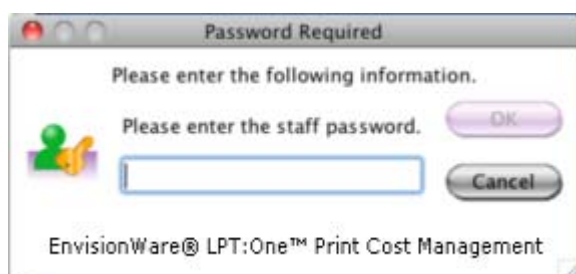 Password Required
Please enter the following information.
Please enter the staff password.
OK
Cancel
EnvisionWare® LPT:One™ Print Cost Management